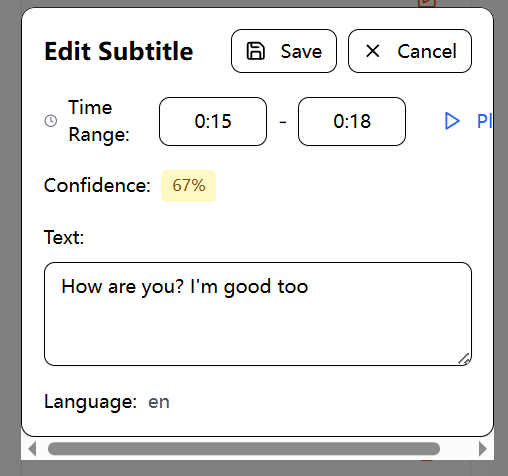 Edit Subtitle Save Cancel
Time Range: 0:15 - 0:18 Pl
Confidence: 67%
Text:
How are you? I'm good too
Language: en